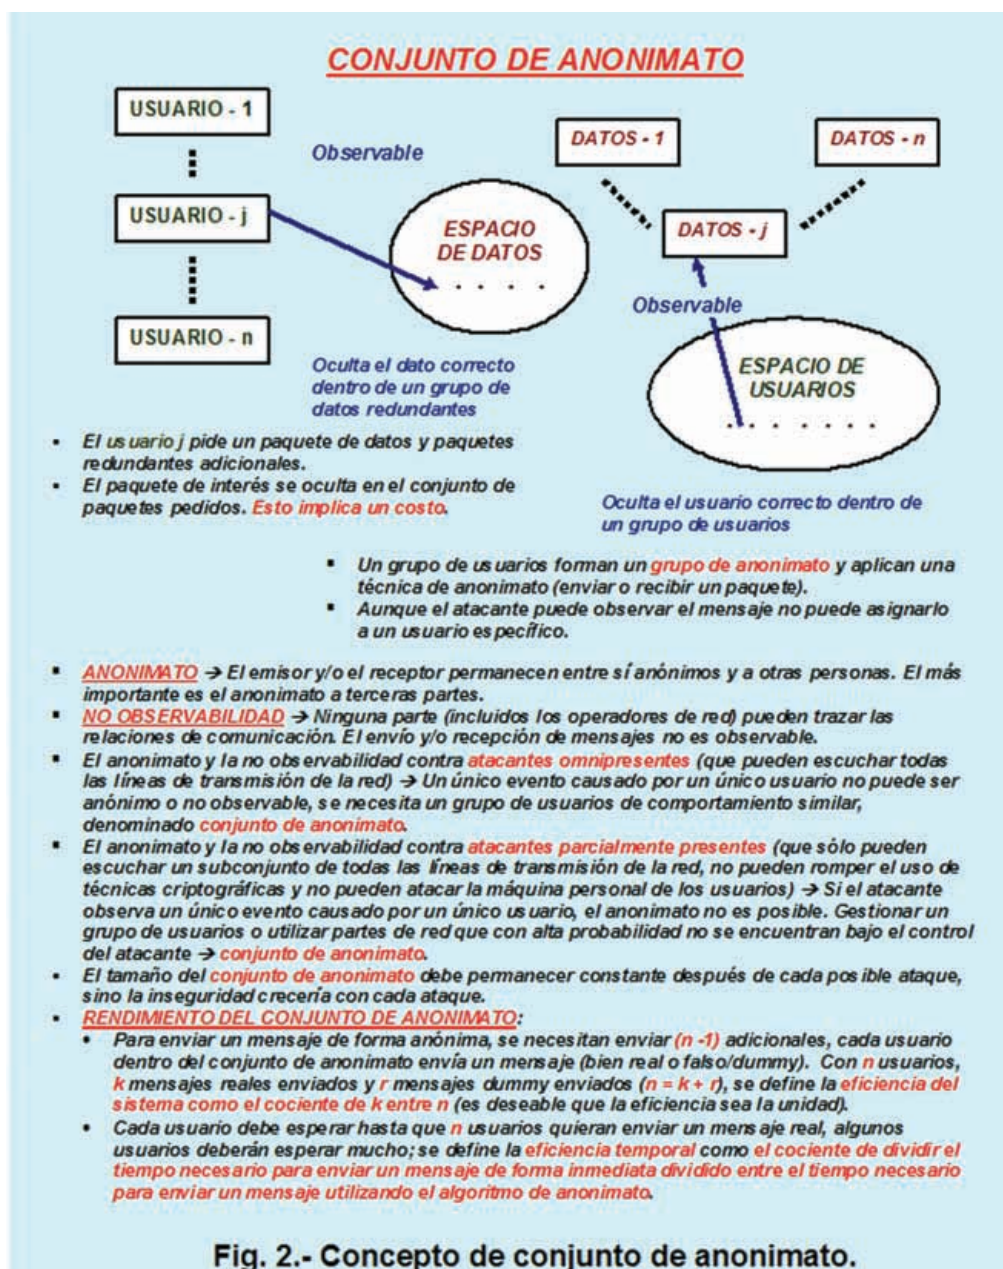 CONJUNTO DE ANONIMATO
USUARIO - 1
USUARIO - j
USUARIO - n
Observable
ESPACIO
DE DATOS
. . . . .
Oculta el dato correcto
dentro de un grupo de
datos redundantes
DATOS - 1
DATOS - n
DATOS - j
Observable
ESPACIO DE
USUARIOS
. . . . . . .
Oculta el usuario correcto dentro de
un grupo de usuarios
▪ El usuario j pide un paquete de datos y paquetes
redundantes adicionales.
▪ El paquete de interés se oculta en el conjunto de
paquetes pedidos. Esto implica un costo.
▪ Un grupo de usuarios forman un grupo de anonimato y aplican una
técnica de anonimato (enviar o recibir un paquete).
▪ Aunque el atacante puede observar el mensaje no puede asignarlo
a un usuario específico.
▪ ANONIMATO → El emisor y/o el receptor permanecen entre sí anónimos y a otras personas. El más
importante es el anonimato a terceras partes.
▪ NO OBSERVABILIDAD → Ninguna parte (incluidos los operadores de red) pueden trazar las
relaciones de comunicación. El envío y/o recepción de mensajes no es observable.
▪ El anonimato y la no observabilidad contra atacantes omnipresentes (que pueden escuchar todas
las líneas de transmisión de la red) → Un único evento causado por un único usuario no puede ser
anónimo o no observable, se necesita un grupo de usuarios de comportamiento similar,
denominado conjunto de anonimato.
▪ El anonimato y la no observabilidad contra atacantes parcialmente presentes (que sólo pueden
escuchar un subconjunto de todas las líneas de transmisión de la red, no pueden romper el uso de
técnicas criptográficas y no pueden atacar la máquina personal de los usuarios) → Si el atacante
observa un único evento causado por un único usuario, el anonimato no es posible. Gestionar un
grupo de usuarios o utilizar partes de red que con alta probabilidad no se encuentran bajo el control
del atacante → conjunto de anonimato.
▪ El tamaño del conjunto de anonimato debe permanecer constante después de cada posible ataque,
sino la inseguridad crecería con cada ataque.
▪ RENDIMIENTO DEL CONJUNTO DE ANONIMATO:
• Para enviar un mensaje de forma anónima, se necesitan enviar (n -1) adicionales, cada usuario
dentro del conjunto de anonimato envía un mensaje (bien real o falso/dummy). Con n usuarios,
k mensajes reales enviados y r mensajes dummy enviados (n = k + r), se define la eficiencia del
sistema como el cociente de k entre n (es deseable que la eficiencia sea la unidad).
• Cada usuario debe esperar hasta que n usuarios quieran enviar un mensaje real, algunos
usuarios deberán esperar mucho; se define la eficiencia temporal como el cociente de dividir el
tiempo necesario para enviar un mensaje de forma inmediata dividido entre el tiempo necesario
para enviar un mensaje utilizando el algoritmo de anonimato.
Fig. 2.- Concepto de conjunto de anonimato.